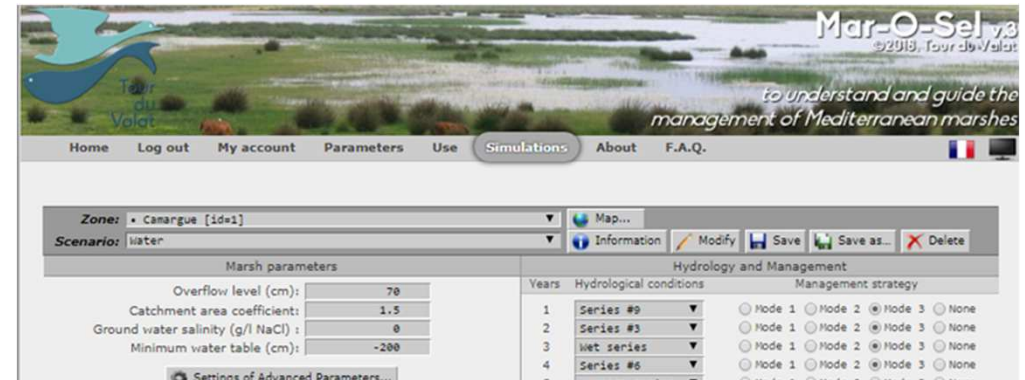 Mar-O-Sel v.3
©2018, Tour du Valat
Tour
du
Valat
to understand and guide the
management of Mediterranean marshes
Home Log out My account Parameters Use Simulations About F.A.Q.
Zone: • Camargue [id=1] Map...
Scenario: Water Information Modify Save Save as... Delete
Marsh parameters Hydrology and Management
Years Hydrological conditions Management strategy
Overflow level (cm): 70
Catchment area coefficient: 1.5
Ground water salinity (g/l NaCl) : 0
Minimum water table (cm): -200
Settings of Advanced Parameters...
1 Series #9 Mode 1 Mode 2 Mode 3 None
2 Series #3 Mode 1 Mode 2 Mode 3 None
3 Wet series Mode 1 Mode 2 Mode 3 None
4 Series #6 Mode 1 Mode 2 Mode 3 None